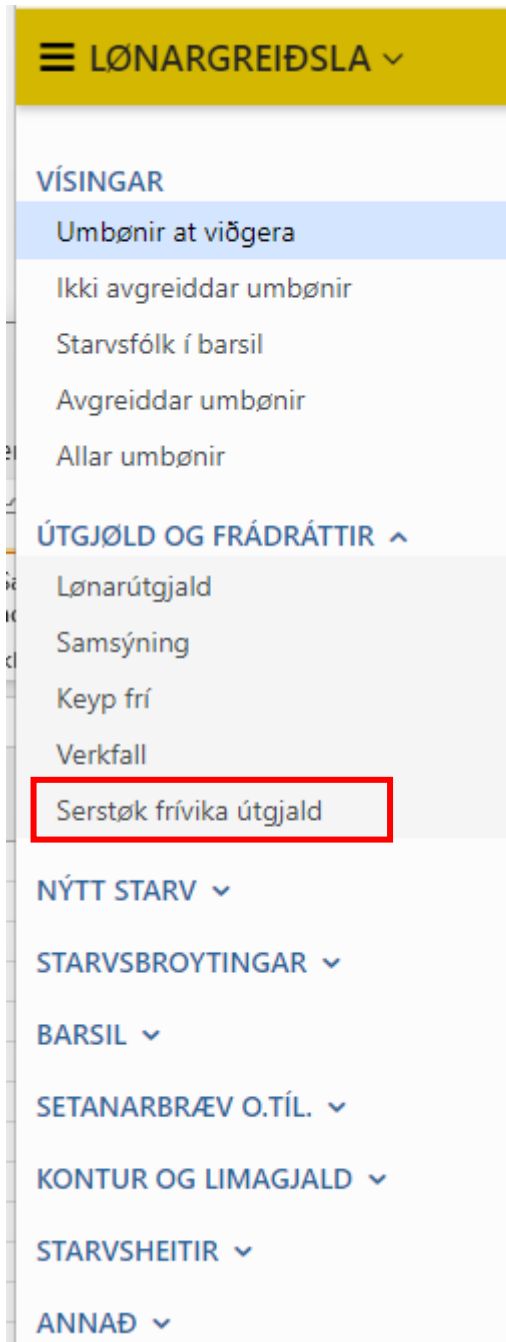 LØNARGREIÐSLA
VÍSINGAR
Umbønir at viðgera
Ikki avgreiddar umbønir
Starvsfólk í barsil
Avgreiddar umbønir
Allar umbønir
ÚTGJØLD OG FRÁDRÁTTIR
Lønarútgjald
Samsýning
Keyp frí
Verkfall
Serstøk frívika útgjald
NÝTT STARV
STARVSBROYTINGAR
BARSIL
SETANARBRÆV O.TÍL.
KONTUR OG LIMAGJALD
STARVSHEITIR
ANNAÐ